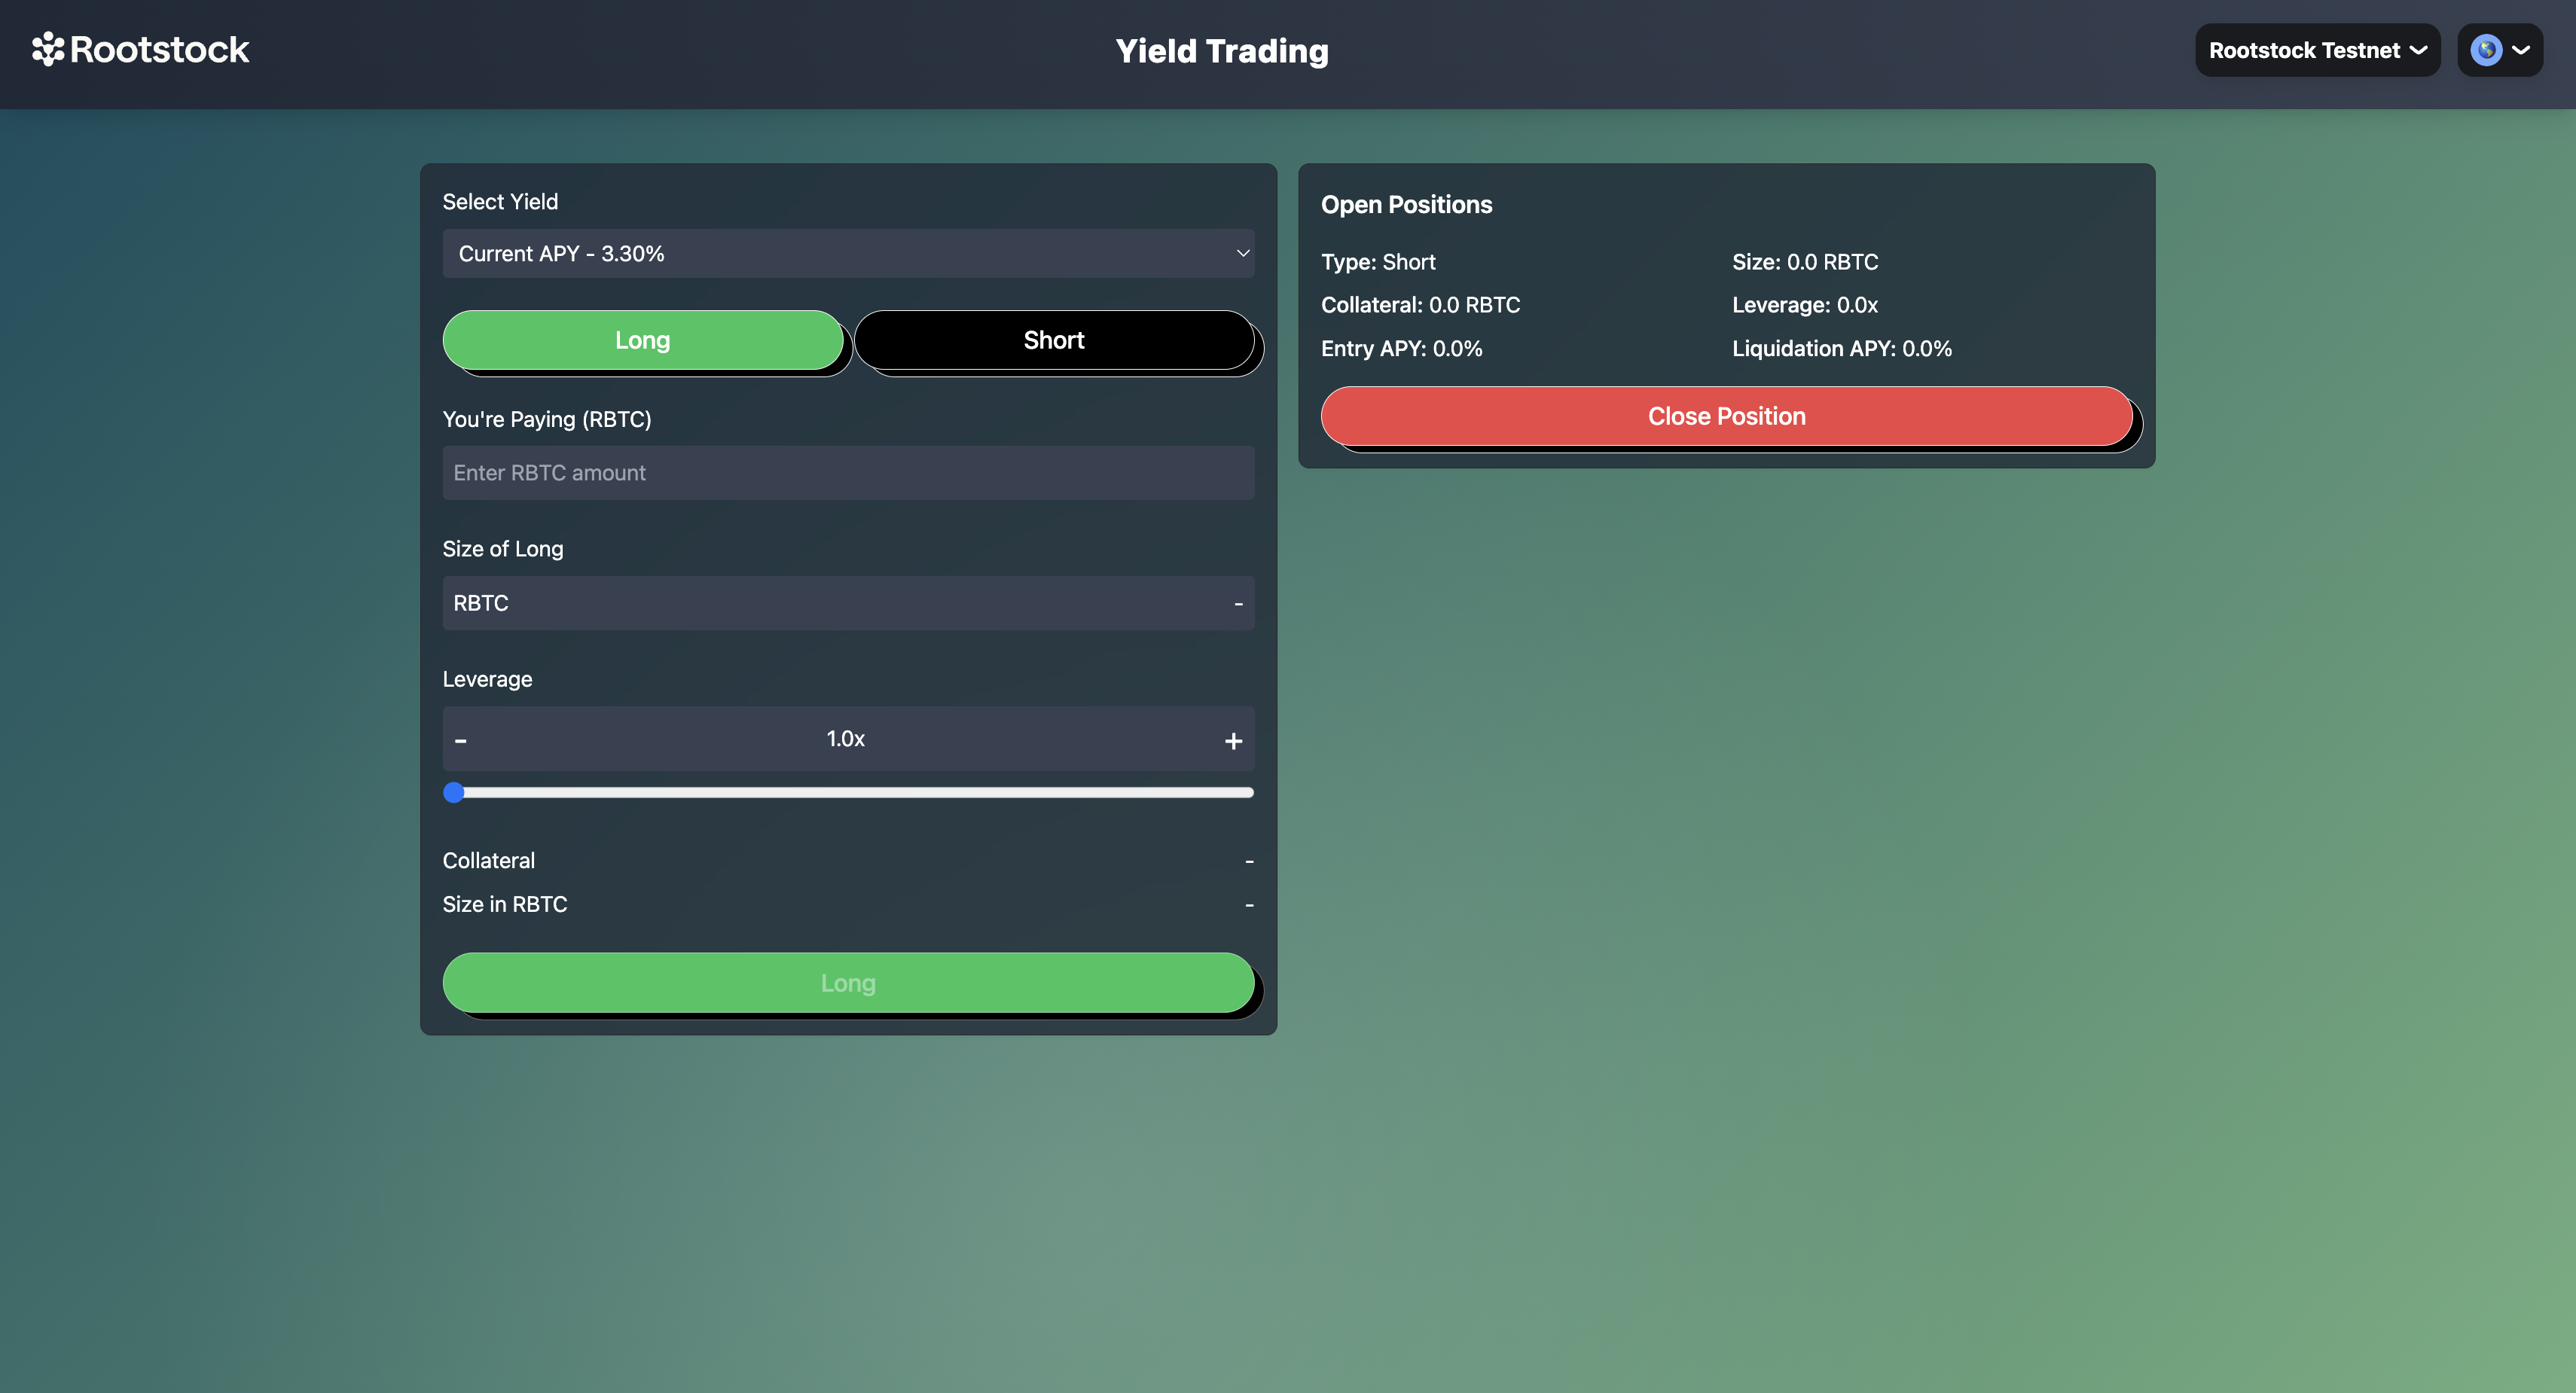 Rootstock
Yield Trading
Rootstock Testnet
Select Yield
Current APY - 3.30%
Long
Short
You're Paying (RBTC)
Enter RBTC amount
Size of Long
RBTC -
Leverage
- 1.0x +
Collateral -
Size in RBTC -
Long
Open Positions
Type: Short Size: 0.0 RBTC
Collateral: 0.0 RBTC Leverage: 0.0x
Entry APY: 0.0% Liquidation APY: 0.0%
Close Position